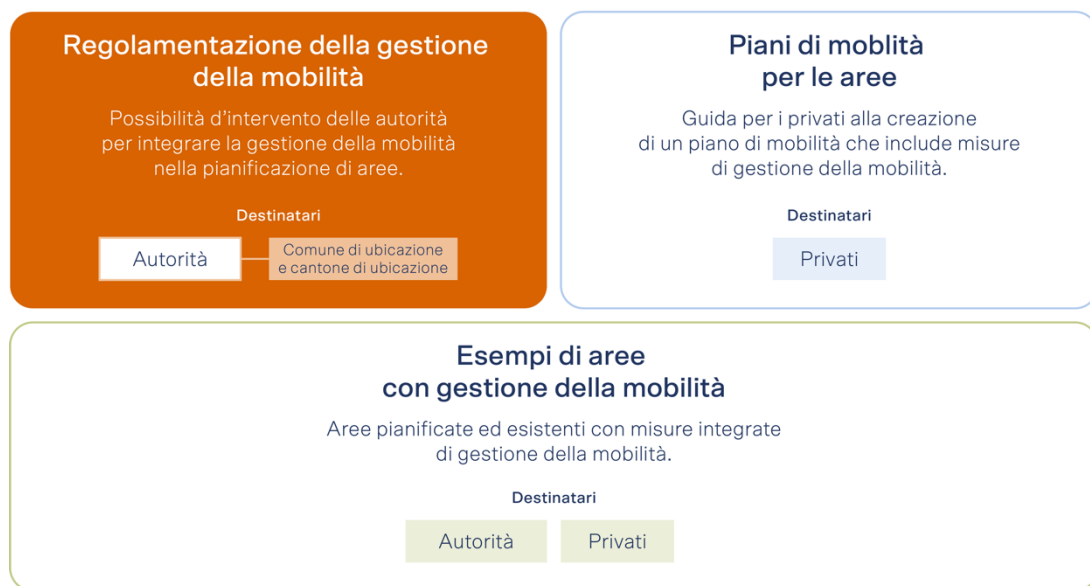 Regolamentazione della gestione
della mobilità
Possibilità d'intervento delle autorità
per integrare la gestione della mobilità
nella pianificazione di aree.
Destinatari
Autorità
Comune di ubicazione
e cantone di ubicazione
Piani di moblità
per le aree
Guida per i privati alla creazione
di un piano di mobilità che include misure
di gestione della mobilità.
Destinatari
Privati
Esempi di aree
con gestione della mobilità
Aree pianificate ed esistenti con misure integrate
di gestione della mobilità.
Destinatari
Autorità
Privati